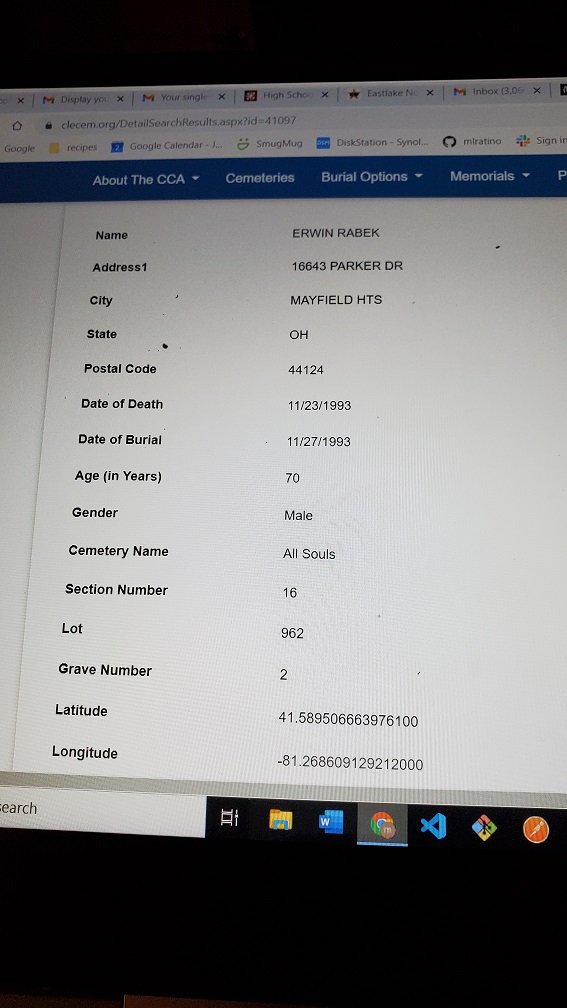 Display you
Your single
High Schoo
Eastlake No
Inbox (3,06
clecem.org/DetailSearchResults.aspx?id=41097
Google recipes Google Calendar - J... SmugMug DSM DiskStation - Synol... mlratino Sign in
About The CCA Cemeteries Burial Options Memorials P
Name ERWIN RABEK
Address1 16643 PARKER DR
City MAYFIELD HTS
State OH
Postal Code 44124
Date of Death 11/23/1993
Date of Burial 11/27/1993
Age (in Years) 70
Gender Male
Cemetery Name All Souls
Section Number 16
Lot 962
Grave Number 2
Latitude 41.589506663976100
Longitude -81.268609129212000
search